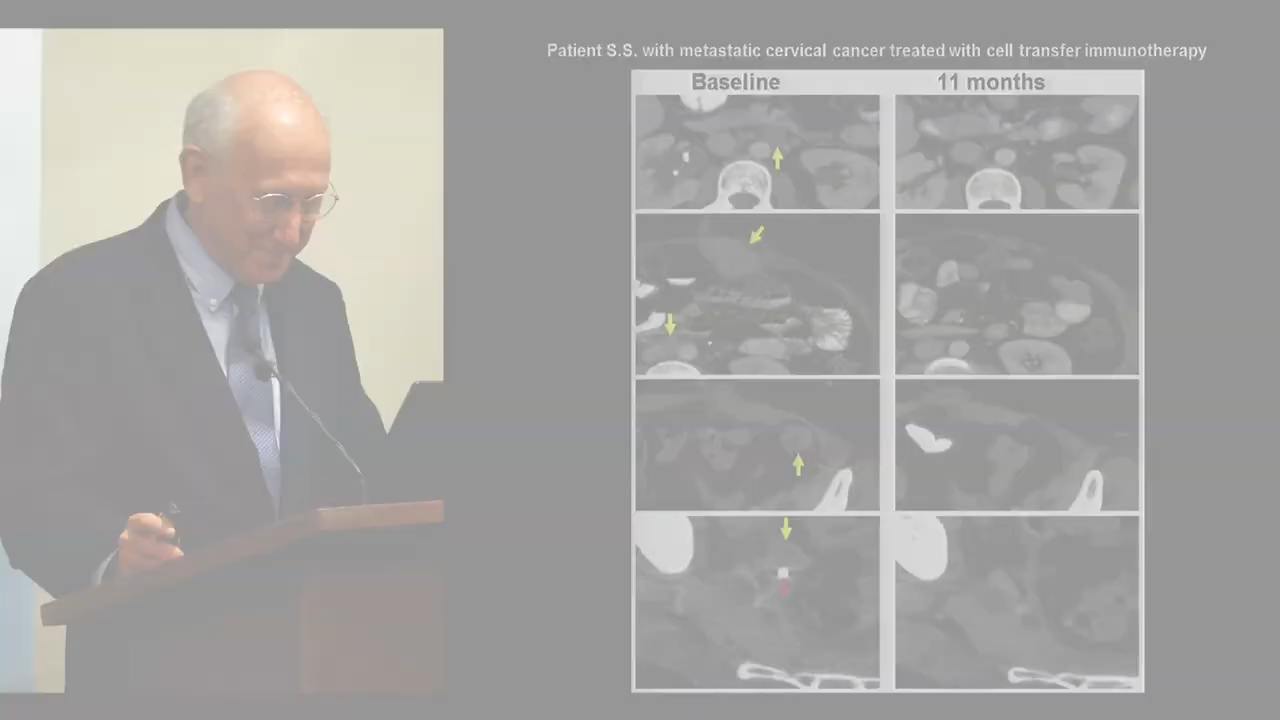 Patient S.S. with metastatic cervical cancer treated with cell transfer immunotherapy
Baseline
11 months